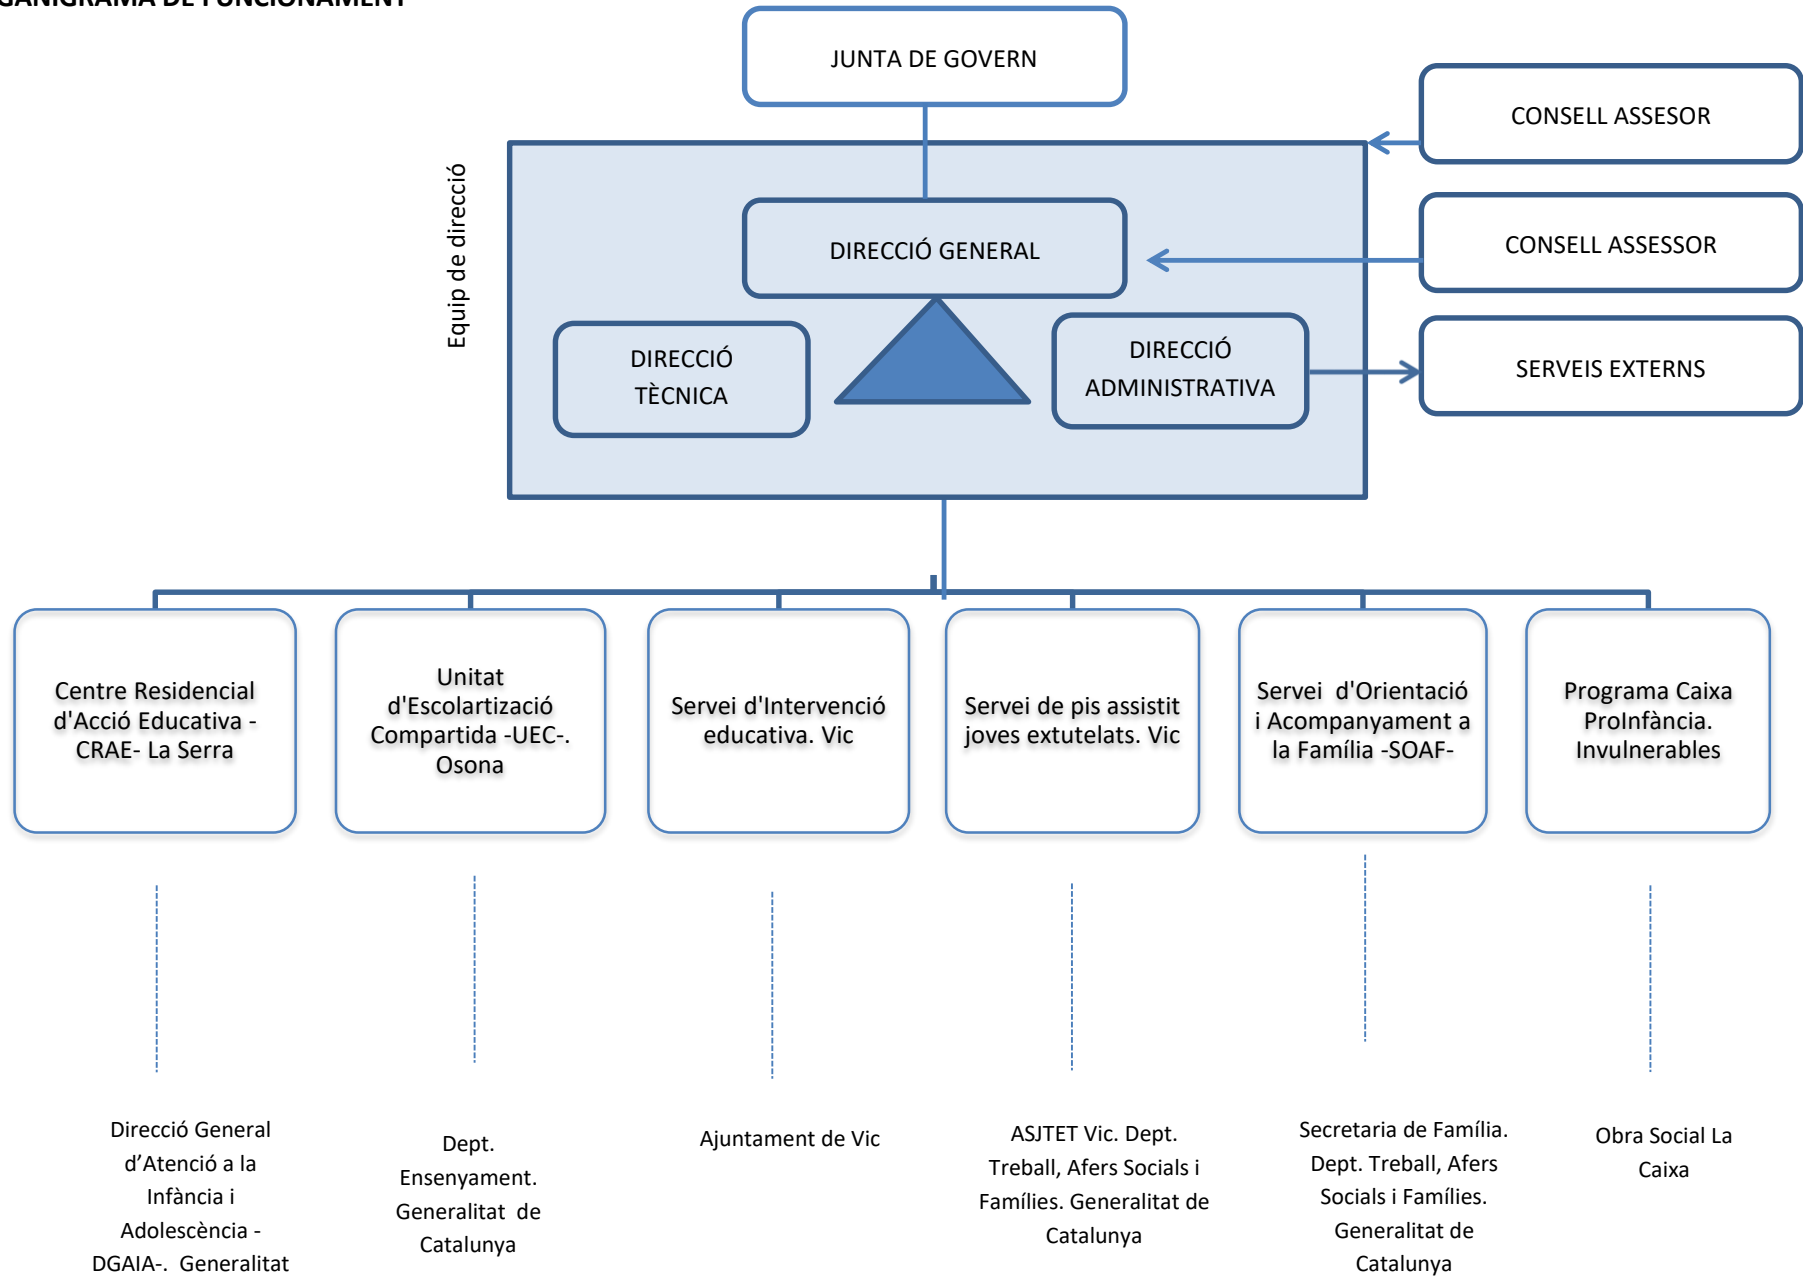 GANIGRAMA DE FUNCIONAMENT
JUNTA DE GOVERN
CONSELL ASSESOR
Equip de direcció
DIRECCIÓ GENERAL
CONSELL ASSESSOR
DIRECCIÓ
TÈCNICA
DIRECCIÓ
ADMINISTRATIVA
SERVEIS EXTERNS
Centre Residencial
d'Acció Educativa -
CRAE- La Serra
Unitat
d'Escolartizació
Compartida -UEC-.
Osona
Servei d'Intervenció
educativa. Vic
Servei de pis assistit
joves extutelats. Vic
Servei d'Orientació
i Acompanyament a
la Família -SOAF-
Programa Caixa
ProInfància.
Invulnerables
Direcció General
d’Atenció a la
Infància i
Adolescència -
DGAIA-. Generalitat
Dept.
Ensenyament.
Generalitat de
Catalunya
Ajuntament de Vic
ASJTET Vic. Dept.
Treball, Afers Socials i
Famílies. Generalitat de
Catalunya
Secretaria de Família.
Dept. Treball, Afers
Socials i Famílies.
Generalitat de
Catalunya
Obra Social La
Caixa